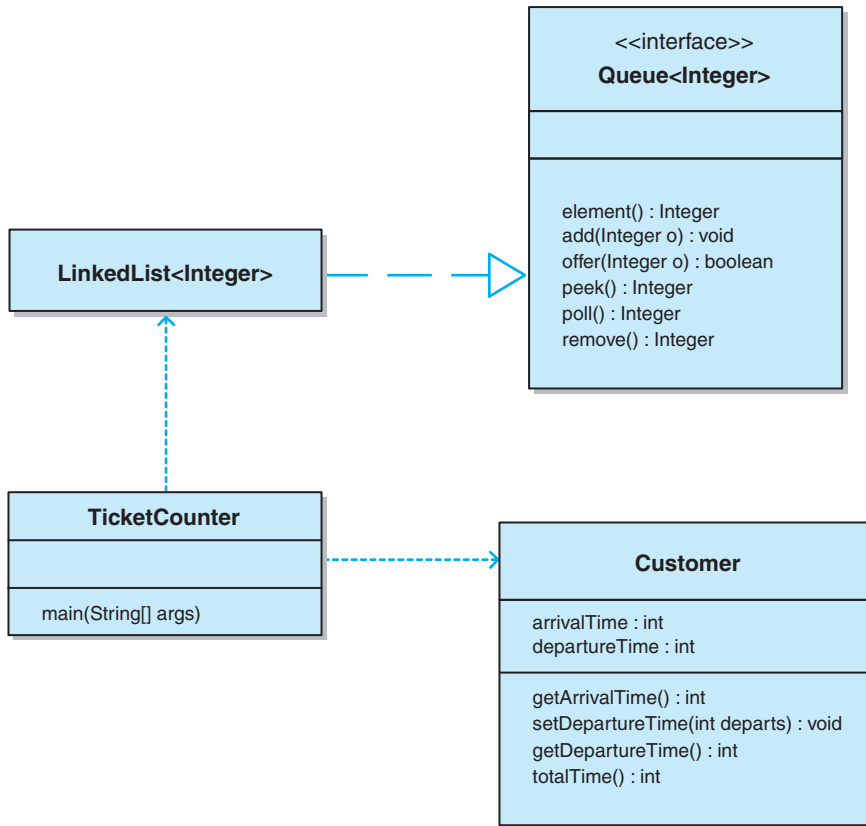 <<interface>>
Queue<Integer>
element() : Integer
add(Integer o) : void
offer(Integer o) : boolean
peek() : Integer
poll() : Integer
remove() : Integer
LinkedList<Integer>
TicketCounter
main(String[] args)
Customer
arrivalTime : int
departureTime : int
getArrivalTime() : int
setDepartureTime(int departs) : void
getDepartureTime() : int
totalTime() : int